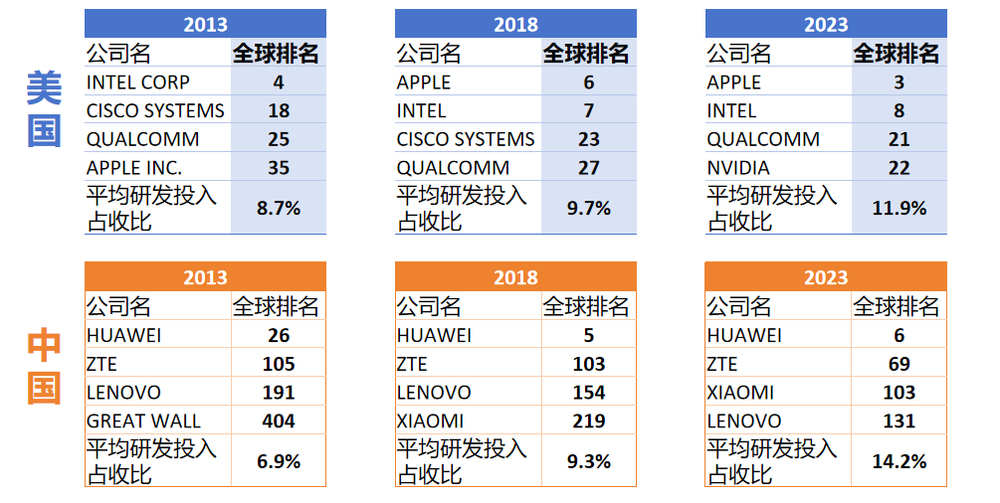 美国
2013
公司名 全球排名
INTEL CORP 4
CISCO SYSTEMS 18
QUALCOMM 25
APPLE INC. 35
平均研发投入
占收比 8.7%
2018
公司名 全球排名
APPLE 6
INTEL 7
CISCO SYSTEMS 23
QUALCOMM 27
平均研发投入
占收比 9.7%
2023
公司名 全球排名
APPLE 3
INTEL 8
QUALCOMM 21
NVIDIA 22
平均研发投入
占收比 11.9%
中国
2013
公司名 全球排名
HUAWEI 26
ZTE 105
LENOVO 191
GREAT WALL 404
平均研发投入
占收比 6.9%
2018
公司名 全球排名
HUAWEI 5
ZTE 103
LENOVO 154
XIAOMI 219
平均研发投入
占收比 9.3%
2023
公司名 全球排名
HUAWEI 6
ZTE 69
XIAOMI 103
LENOVO 131
平均研发投入
占收比 14.2%